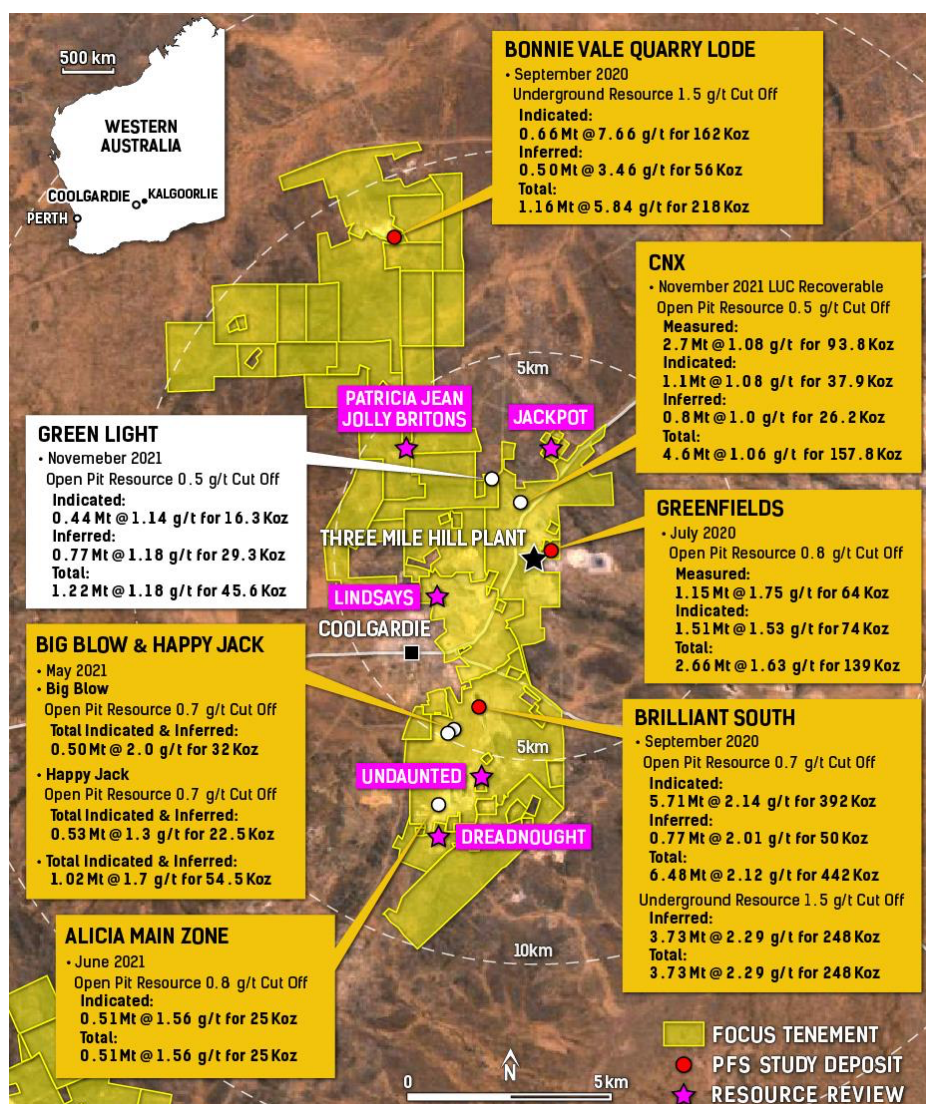 500 km
WESTERN
AUSTRALIA
COOLGARDIE
KALGOORLIE
PERTH
BONNIE VALE QUARRY LODE
• September 2020
Underground Resource 1.5 g/t Cut Off
Indicated:
0.66 Mt @ 7.66 g/t for 162 Koz
Inferred:
0.50 Mt @ 3.46 g/t for 56 Koz
Total:
1.16 Mt @ 5.84 g/t for 218 Koz
CNX
• November 2021 LUC Recoverable
Open Pit Resource 0.5 g/t Cut Off
Measured:
2.7 Mt @ 1.08 g/t for 93.8 Koz
Indicated:
1.1 Mt @ 1.08 g/t for 37.9 Koz
Inferred:
0.8 Mt @ 1.0 g/t for 26.2 Koz
Total:
4.6 Mt @ 1.06 g/t for 157.8 Koz
5km
PATRICIA JEAN
JOLLY BRITONS
JACKPOT
GREEN LIGHT
• Novemeber 2021
Open Pit Resource 0.5 g/t Cut Off
Indicated:
0.44 Mt @ 1.14 g/t for 16.3 Koz
Inferred:
0.77 Mt @ 1.18 g/t for 29.3 Koz
Total:
1.22 Mt @ 1.18 g/t for 45.6 Koz
THREE MILE HILL PLANT
GREENFIELDS
• July 2020
Open Pit Resource 0.8 g/t Cut Off
Measured:
1.15 Mt @ 1.75 g/t for 64 Koz
Indicated:
1.51 Mt @ 1.53 g/t for 74 Koz
Total:
2.66 Mt @ 1.63 g/t for 139 Koz
LINDSAYS
COOLGARDIE
BIG BLOW & HAPPY JACK
• May 2021
• Big Blow
Open Pit Resource 0.7 g/t Cut Off
Total Indicated & Inferred:
0.50 Mt @ 2.0 g/t for 32 Koz
• Happy Jack
Open Pit Resource 0.7 g/t Cut Off
Total Indicated & Inferred:
0.53 Mt @ 1.3 g/t for 22.5 Koz
• Total Indicated & Inferred:
1.02 Mt @ 1.7 g/t for 54.5 Koz
BRILLIANT SOUTH
• September 2020
Open Pit Resource 0.7 g/t Cut Off
Indicated:
5.71 Mt @ 2.14 g/t for 392 Koz
Inferred:
0.77 Mt @ 2.01 g/t for 50 Koz
Total:
6.48 Mt @ 2.12 g/t for 442 Koz
Underground Resource 1.5 g/t Cut Off
Inferred:
3.73 Mt @ 2.29 g/t for 248 Koz
Total:
3.73 Mt @ 2.29 g/t for 248 Koz
5km
UNDAUNTED
DREADNOUGHT
ALICIA MAIN ZONE
• June 2021
Open Pit Resource 0.8 g/t Cut Off
Indicated:
0.51 Mt @ 1.56 g/t for 25 Koz
Total:
0.51 Mt @ 1.56 g/t for 25 Koz
10km
0 5km
N
FOCUS TENEMENT
PFS STUDY DEPOSIT
RESOURCE REVIEW